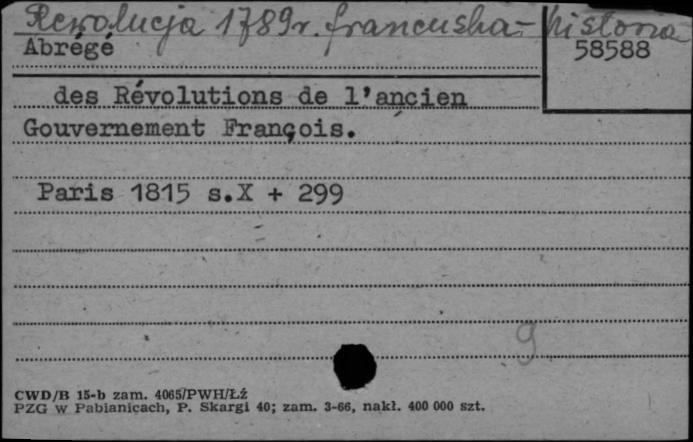 Rewolucja 1789r. francuska - historia
Abrégé
58588
des Révolutions de l'ancien
Gouvernement François.
Paris 1815 s.X + 299
9
CWD/B 15-b zam. 4065/PWH/Łź
PZG w Pabianicach, P. Skargi 40; zam. 3-66, nakł. 400 000 szt.